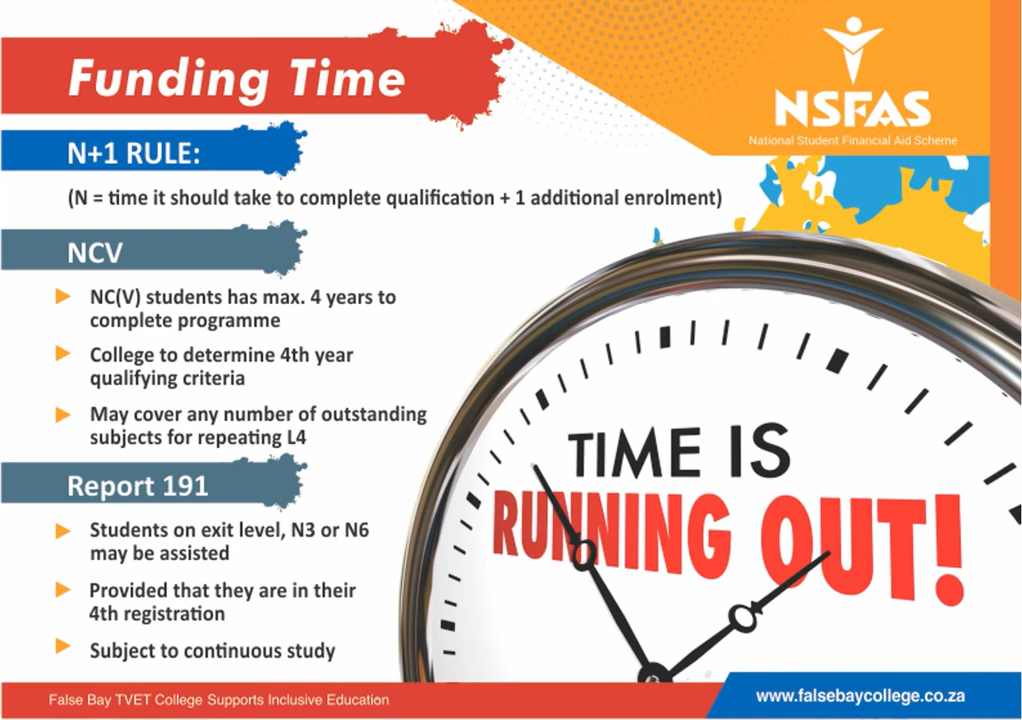 Funding Time
NSFAS
National Student Financial Aid Scheme
N+1 RULE:
(N = time it should take to complete qualification + 1 additional enrolment)
NCV
NC(V) students has max. 4 years to
complete programme
College to determine 4th year
qualifying criteria
May cover any number of outstanding
subjects for repeating L4
Report 191
Students on exit level, N3 or N6
may be assisted
Provided that they are in their
4th registration
Subject to continuous study
TIME IS
RUNNING OUT!
False Bay TVET College Supports Inclusive Education
www.falsebaycollege.co.za